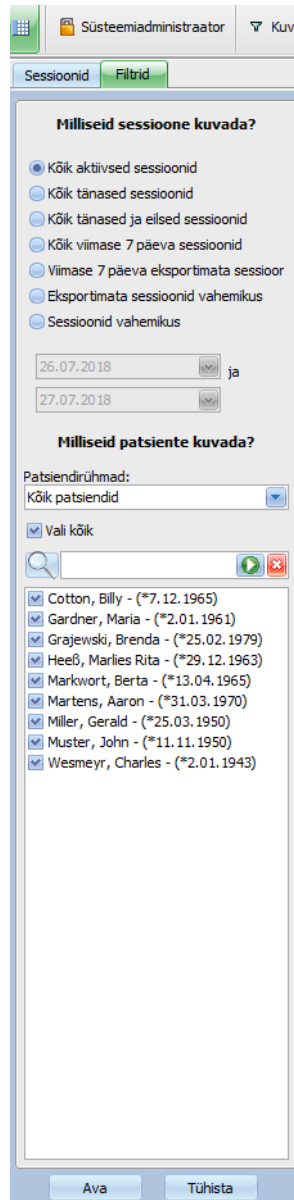 Süsteemiadministraator Kuv
Sessioonid Filtrid
Milliseid sessioone kuvada?
Kõik aktiivsed sessioonid
Kõik tänased sessioonid
Kõik tänased ja eilsed sessioonid
Kõik viimase 7 päeva sessioonid
Viimase 7 päeva eksportimata sessioor
Eksportimata sessioonid vahemikus
Sessioonid vahemikus
26.07.2018 ja
27.07.2018
Milliseid patsiente kuvada?
Patsiendirühmad:
Kõik patsiendid
Vali kõik
Cotton, Billy - (*7.12.1965)
Gardner, Maria - (*2.01.1961)
Grajewski, Brenda - (*25.02.1979)
Heeß, Marlies Rita - (*29.12.1963)
Markwort, Berta - (*13.04.1965)
Martens, Aaron - (*31.03.1970)
Miller, Gerald - (*25.03.1950)
Muster, John - (*11.11.1950)
Wesmeyr, Charles - (*2.01.1943)
Ava Tühista